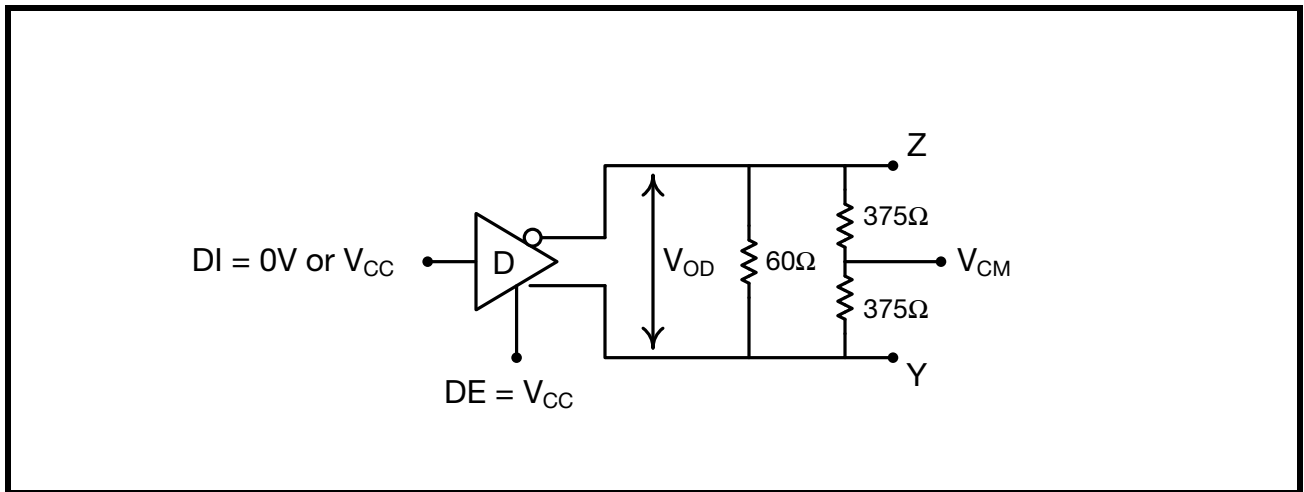 Z
375Ω
DI = 0V or VCC
D
VOD
60Ω
VCM
375Ω
DE = VCC
Y